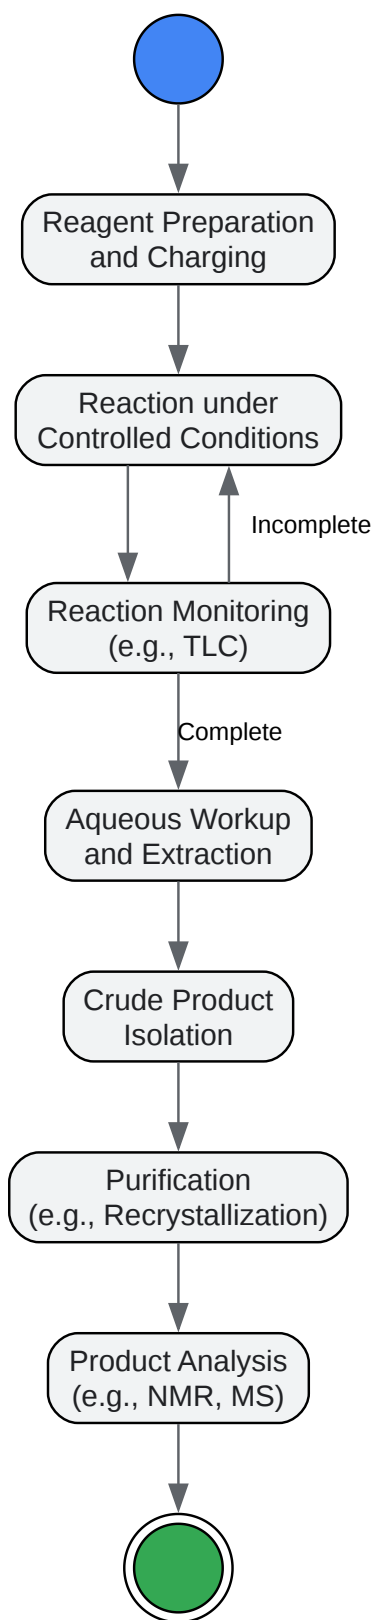 Reagent Preparation
and Charging
Reaction under
Controlled Conditions
Incomplete
Reaction Monitoring
(e.g., TLC)
Complete
Aqueous Workup
and Extraction
Crude Product
Isolation
Purification
(e.g., Recrystallization)
Product Analysis
(e.g., NMR, MS)